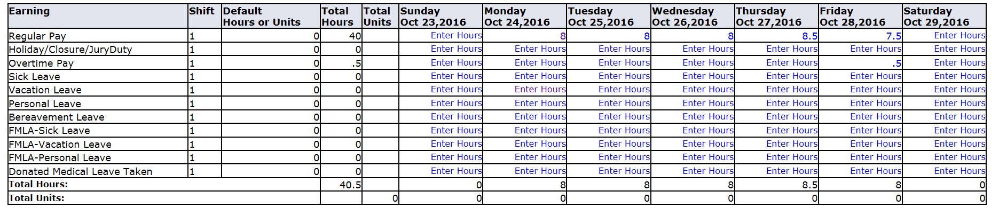 Earning Shift Default Hours or Units Total Hours Total Units Sunday Oct 23,2016 Monday Oct 24,2016 Tuesday Oct 25,2016 Wednesday Oct 26,2016 Thursday Oct 27,2016 Friday Oct 28,2016 Saturday Oct 29,2016
Regular Pay 1 0 40 Enter Hours 8 8 8 8.5 7.5 Enter Hours
Holiday/Closure/JuryDuty 1 0 0 Enter Hours Enter Hours Enter Hours Enter Hours Enter Hours Enter Hours Enter Hours
Overtime Pay 1 0 .5 Enter Hours Enter Hours Enter Hours Enter Hours Enter Hours .5 Enter Hours
Sick Leave 1 0 0 Enter Hours Enter Hours Enter Hours Enter Hours Enter Hours Enter Hours Enter Hours
Vacation Leave 1 0 0 Enter Hours Enter Hours Enter Hours Enter Hours Enter Hours Enter Hours Enter Hours
Personal Leave 1 0 0 Enter Hours Enter Hours Enter Hours Enter Hours Enter Hours Enter Hours Enter Hours
Bereavement Leave 1 0 0 Enter Hours Enter Hours Enter Hours Enter Hours Enter Hours Enter Hours Enter Hours
FMLA-Sick Leave 1 0 0 Enter Hours Enter Hours Enter Hours Enter Hours Enter Hours Enter Hours Enter Hours
FMLA-Vacation Leave 1 0 0 Enter Hours Enter Hours Enter Hours Enter Hours Enter Hours Enter Hours Enter Hours
FMLA-Personal Leave 1 0 0 Enter Hours Enter Hours Enter Hours Enter Hours Enter Hours Enter Hours Enter Hours
Donated Medical Leave Taken 1 0 0 Enter Hours Enter Hours Enter Hours Enter Hours Enter Hours Enter Hours Enter Hours
Total Hours: 40.5 0 8 8 8 8.5 8 0
Total Units: 0 0 0 0 0 0 0 0